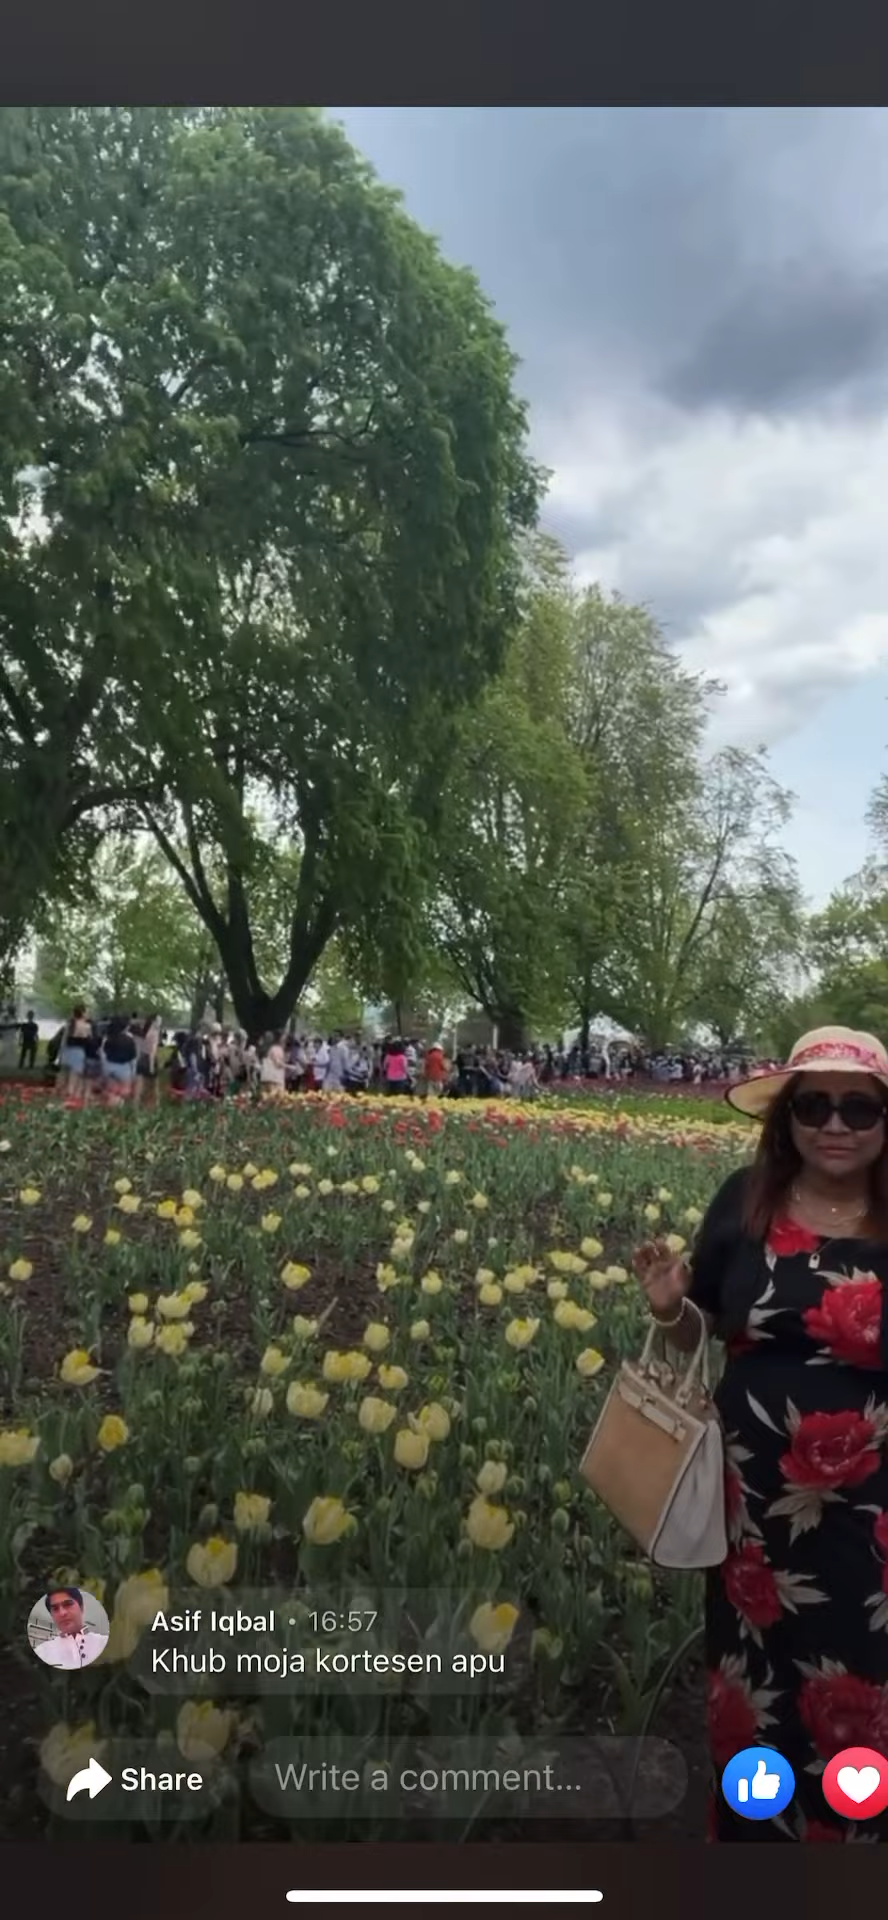 Asif Iqbal • 16:57
Khub moja kortesen apu
Share
Write a comment...